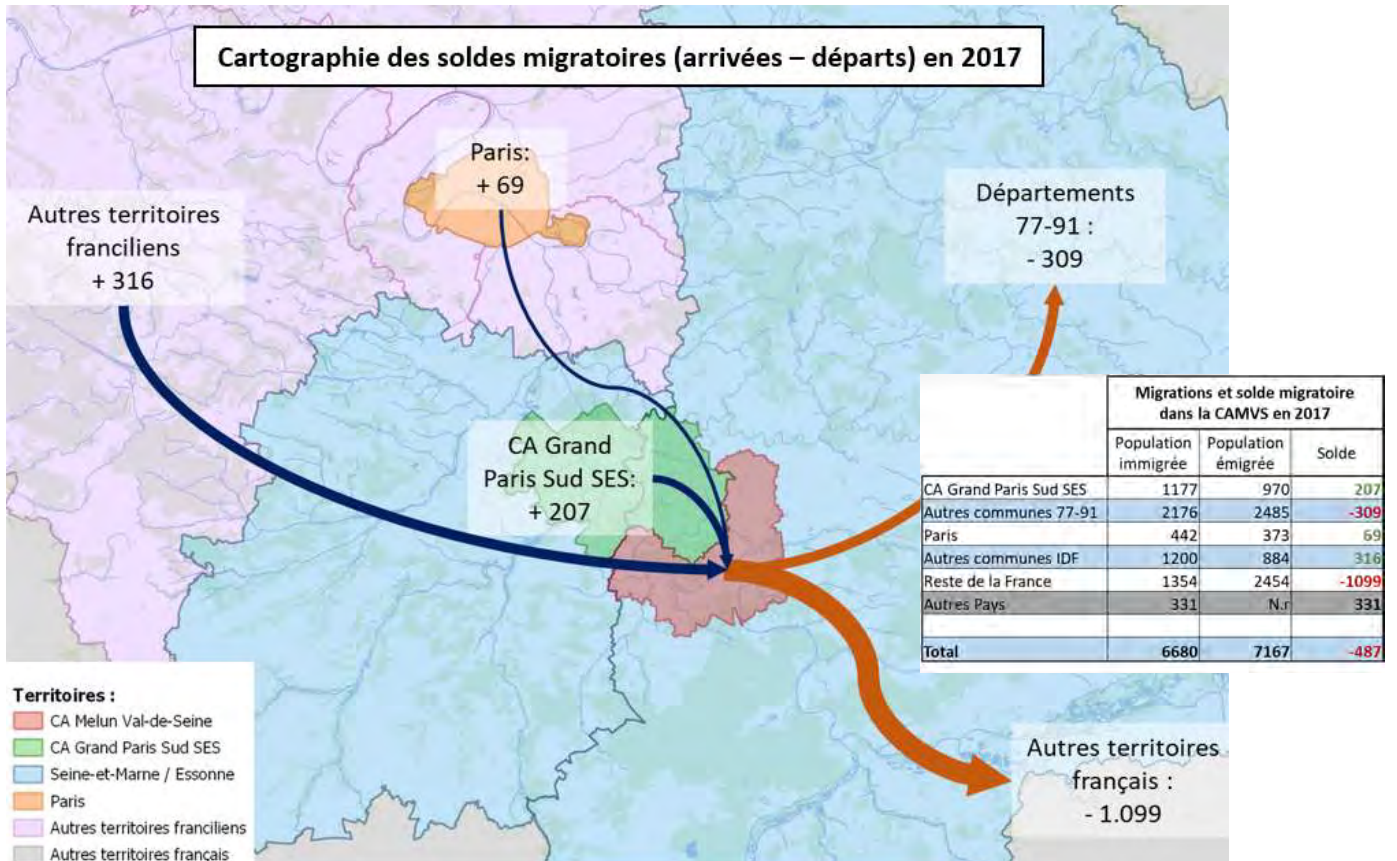 Cartographie des soldes migratoires (arrivées – départs) en 2017
Paris:
+ 69
Autres territoires
franciliens
+ 316
Départements
77-91 :
- 309
CA Grand
Paris Sud SES:
+ 207
Migrations et solde migratoire
dans la CAMVS en 2017
Population
immigrée
Population
émigrée
Solde
CA Grand Paris Sud SES 1177 970 207
Autres communes 77-91 2176 2485 -309
Paris 442 373 69
Autres communes IDF 1200 884 316
Reste de la France 1354 2454 -1099
Autres Pays 331 N.r 331
Total 6680 7167 -487
Autres territoires
français :
- 1.099
Territoires :
CA Melun Val-de-Seine
CA Grand Paris Sud SES
Seine-et-Marne / Essonne
Paris
Autres territoires franciliens
Autres territoires français